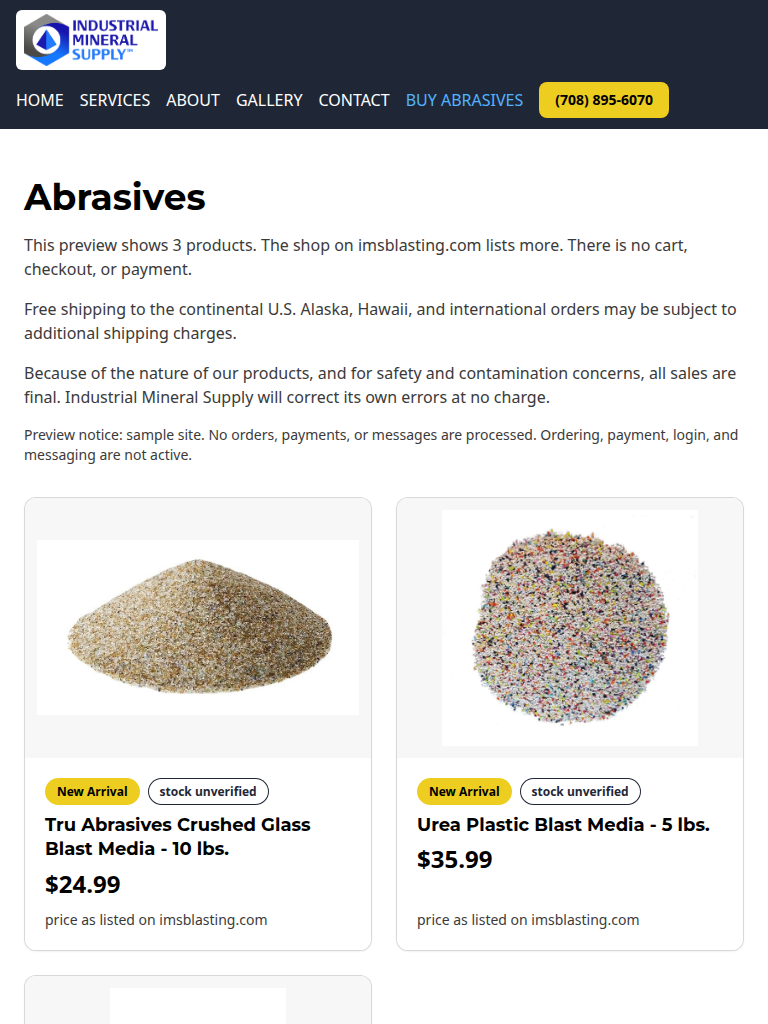 INDUSTRIAL
MINERAL
SUPPLY™
HOME SERVICES ABOUT GALLERY CONTACT BUY ABRASIVES (708) 895-6070
Abrasives
This preview shows 3 products. The shop on imsblasting.com lists more. There is no cart,
checkout, or payment.
Free shipping to the continental U.S. Alaska, Hawaii, and international orders may be subject to
additional shipping charges.
Because of the nature of our products, and for safety and contamination concerns, all sales are
final. Industrial Mineral Supply will correct its own errors at no charge.
Preview notice: sample site. No orders, payments, or messages are processed. Ordering, payment, login, and
messaging are not active.
New Arrival stock unverified
Tru Abrasives Crushed Glass
Blast Media - 10 lbs.
$24.99
price as listed on imsblasting.com
New Arrival stock unverified
Urea Plastic Blast Media - 5 lbs.
$35.99
price as listed on imsblasting.com